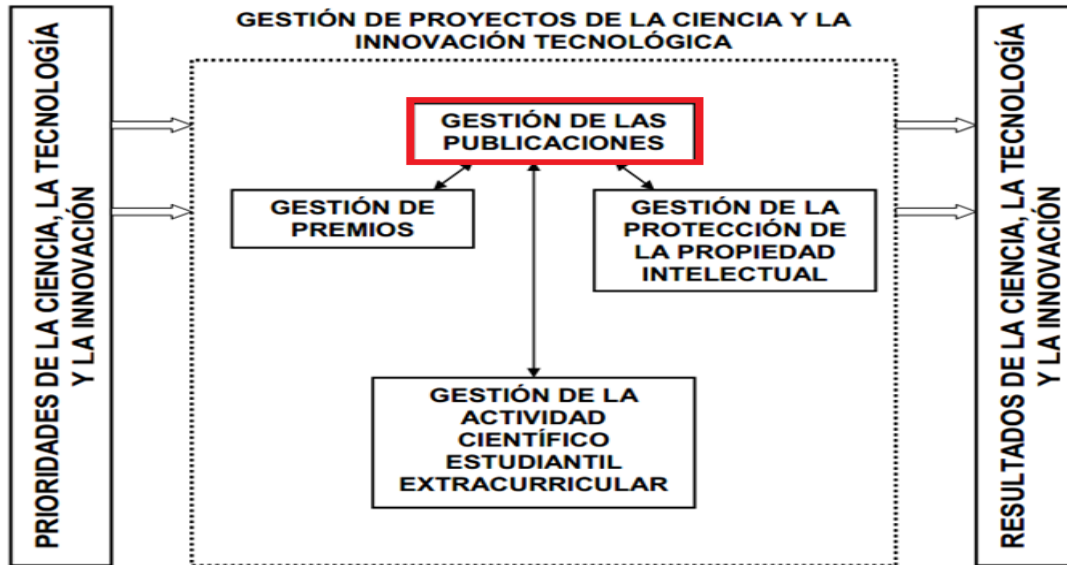 PRIORIDADES DE LA CIENCIA, LA TECNOLOGÍA
Y LA INNOVACIÓN
GESTIÓN DE PROYECTOS DE LA CIENCIA Y LA
INNOVACIÓN TECNOLÓGICA
GESTIÓN DE LAS
PUBLICACIONES
GESTIÓN DE
PREMIOS
GESTIÓN DE LA
PROTECCIÓN DE
LA PROPIEDAD
INTELECTUAL
GESTIÓN DE LA
ACTIVIDAD
CIENTÍFICO
ESTUDIANTIL
EXTRACURRICULAR
RESULTADOS DE LA CIENCIA, LA TECNOLOGÍA
Y LA INNOVACIÓN